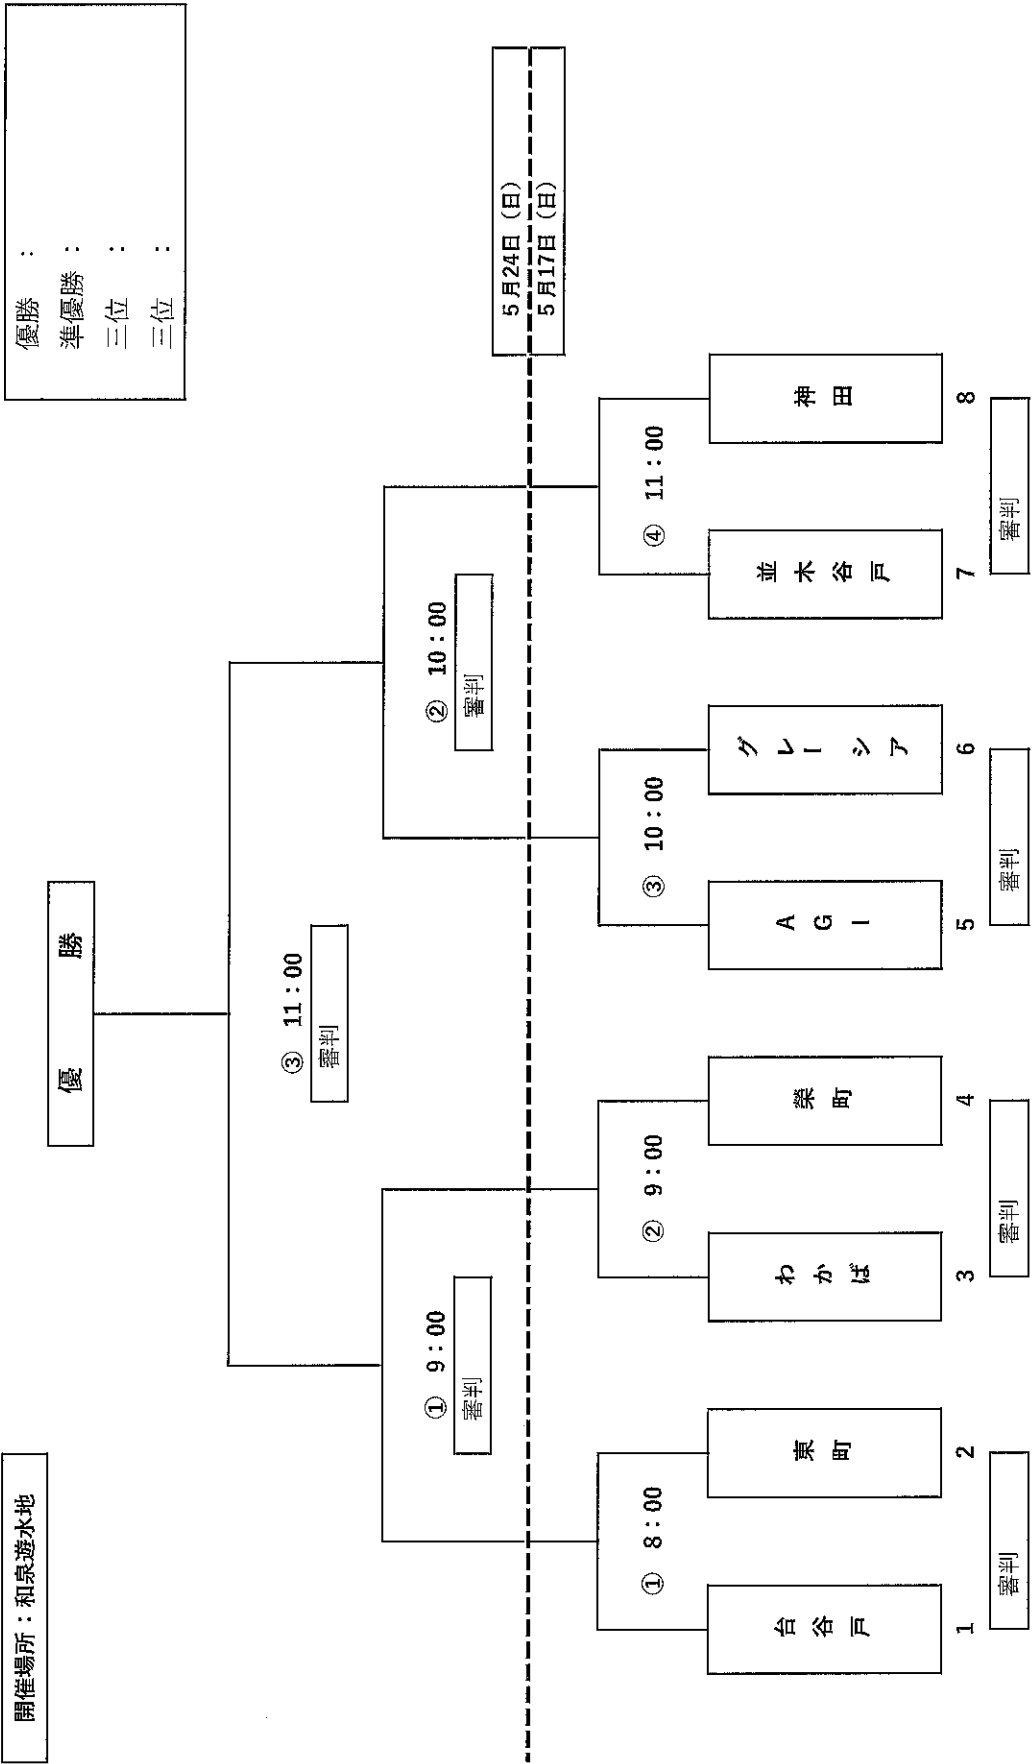 開催場所：和泉遊水地
優勝
優勝 ：
準優勝 ：
三位 ：
三位 ：
③ 11：00
審判
① 9：00
審判
② 10：00
審判
5月24日（日）
5月17日（日）
① 8：00
② 9：00
③ 10：00
④ 11：00
台谷戸
東町
わかば
榮町
AGI
グレーシア
並木谷戸
神田
1
2
3
4
5
6
7
8
審判
審判
審判
審判